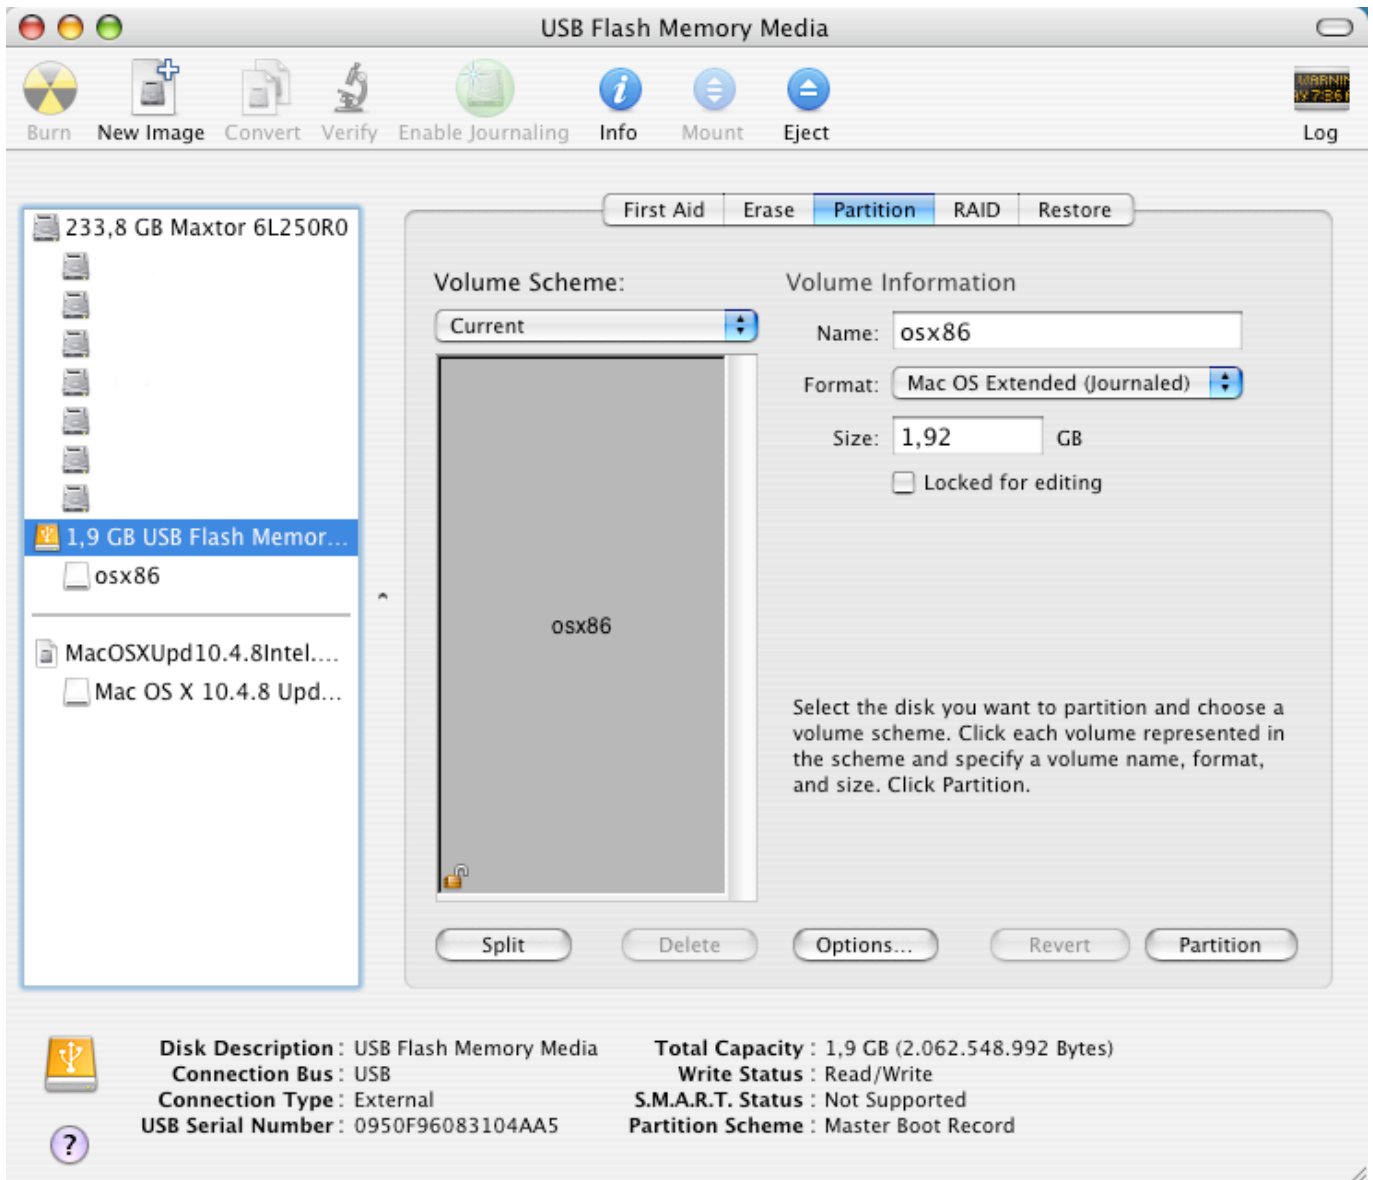 USB Flash Memory Media
Burn New Image Convert Verify Enable Journaling Info Mount Eject Log
First Aid Erase Partition RAID Restore
233,8 GB Maxtor 6L250R0
1,9 GB USB Flash Memor...
osx86
MacOSXUpd10.4.8Intel....
Mac OS X 10.4.8 Upd...
Volume Scheme:
Current
osx86
Volume Information
Name: osx86
Format: Mac OS Extended (Journaled)
Size: 1,92 GB
Locked for editing
Select the disk you want to partition and choose a
volume scheme. Click each volume represented in
the scheme and specify a volume name, format,
and size. Click Partition.
Split Delete Options... Revert Partition
Disk Description : USB Flash Memory Media
Connection Bus : USB
Connection Type : External
USB Serial Number : 0950F96083104AA5
Total Capacity : 1,9 GB (2.062.548.992 Bytes)
Write Status : Read/Write
S.M.A.R.T. Status : Not Supported
Partition Scheme : Master Boot Record
?